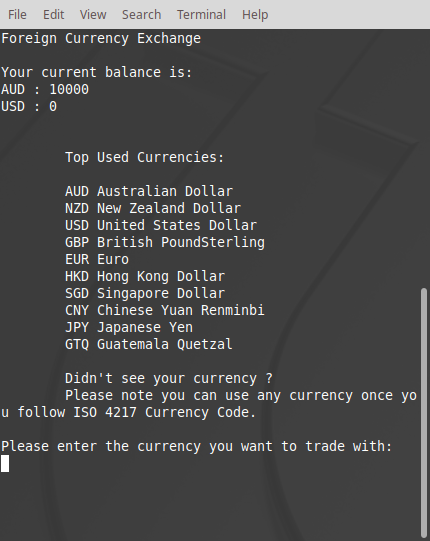 File Edit View Search Terminal Help
Foreign Currency Exchange
Your current balance is:
AUD : 10000
USD : 0
Top Used Currencies:
AUD Australian Dollar
NZD New Zealand Dollar
USD United States Dollar
GBP British PoundSterling
EUR Euro
HKD Hong Kong Dollar
SGD Singapore Dollar
CNY Chinese Yuan Renminbi
JPY Japanese Yen
GTQ Guatemala Quetzal
Didn't see your currency ?
Please note you can use any currency once yo
u follow ISO 4217 Currency Code.
Please enter the currency you want to trade with: